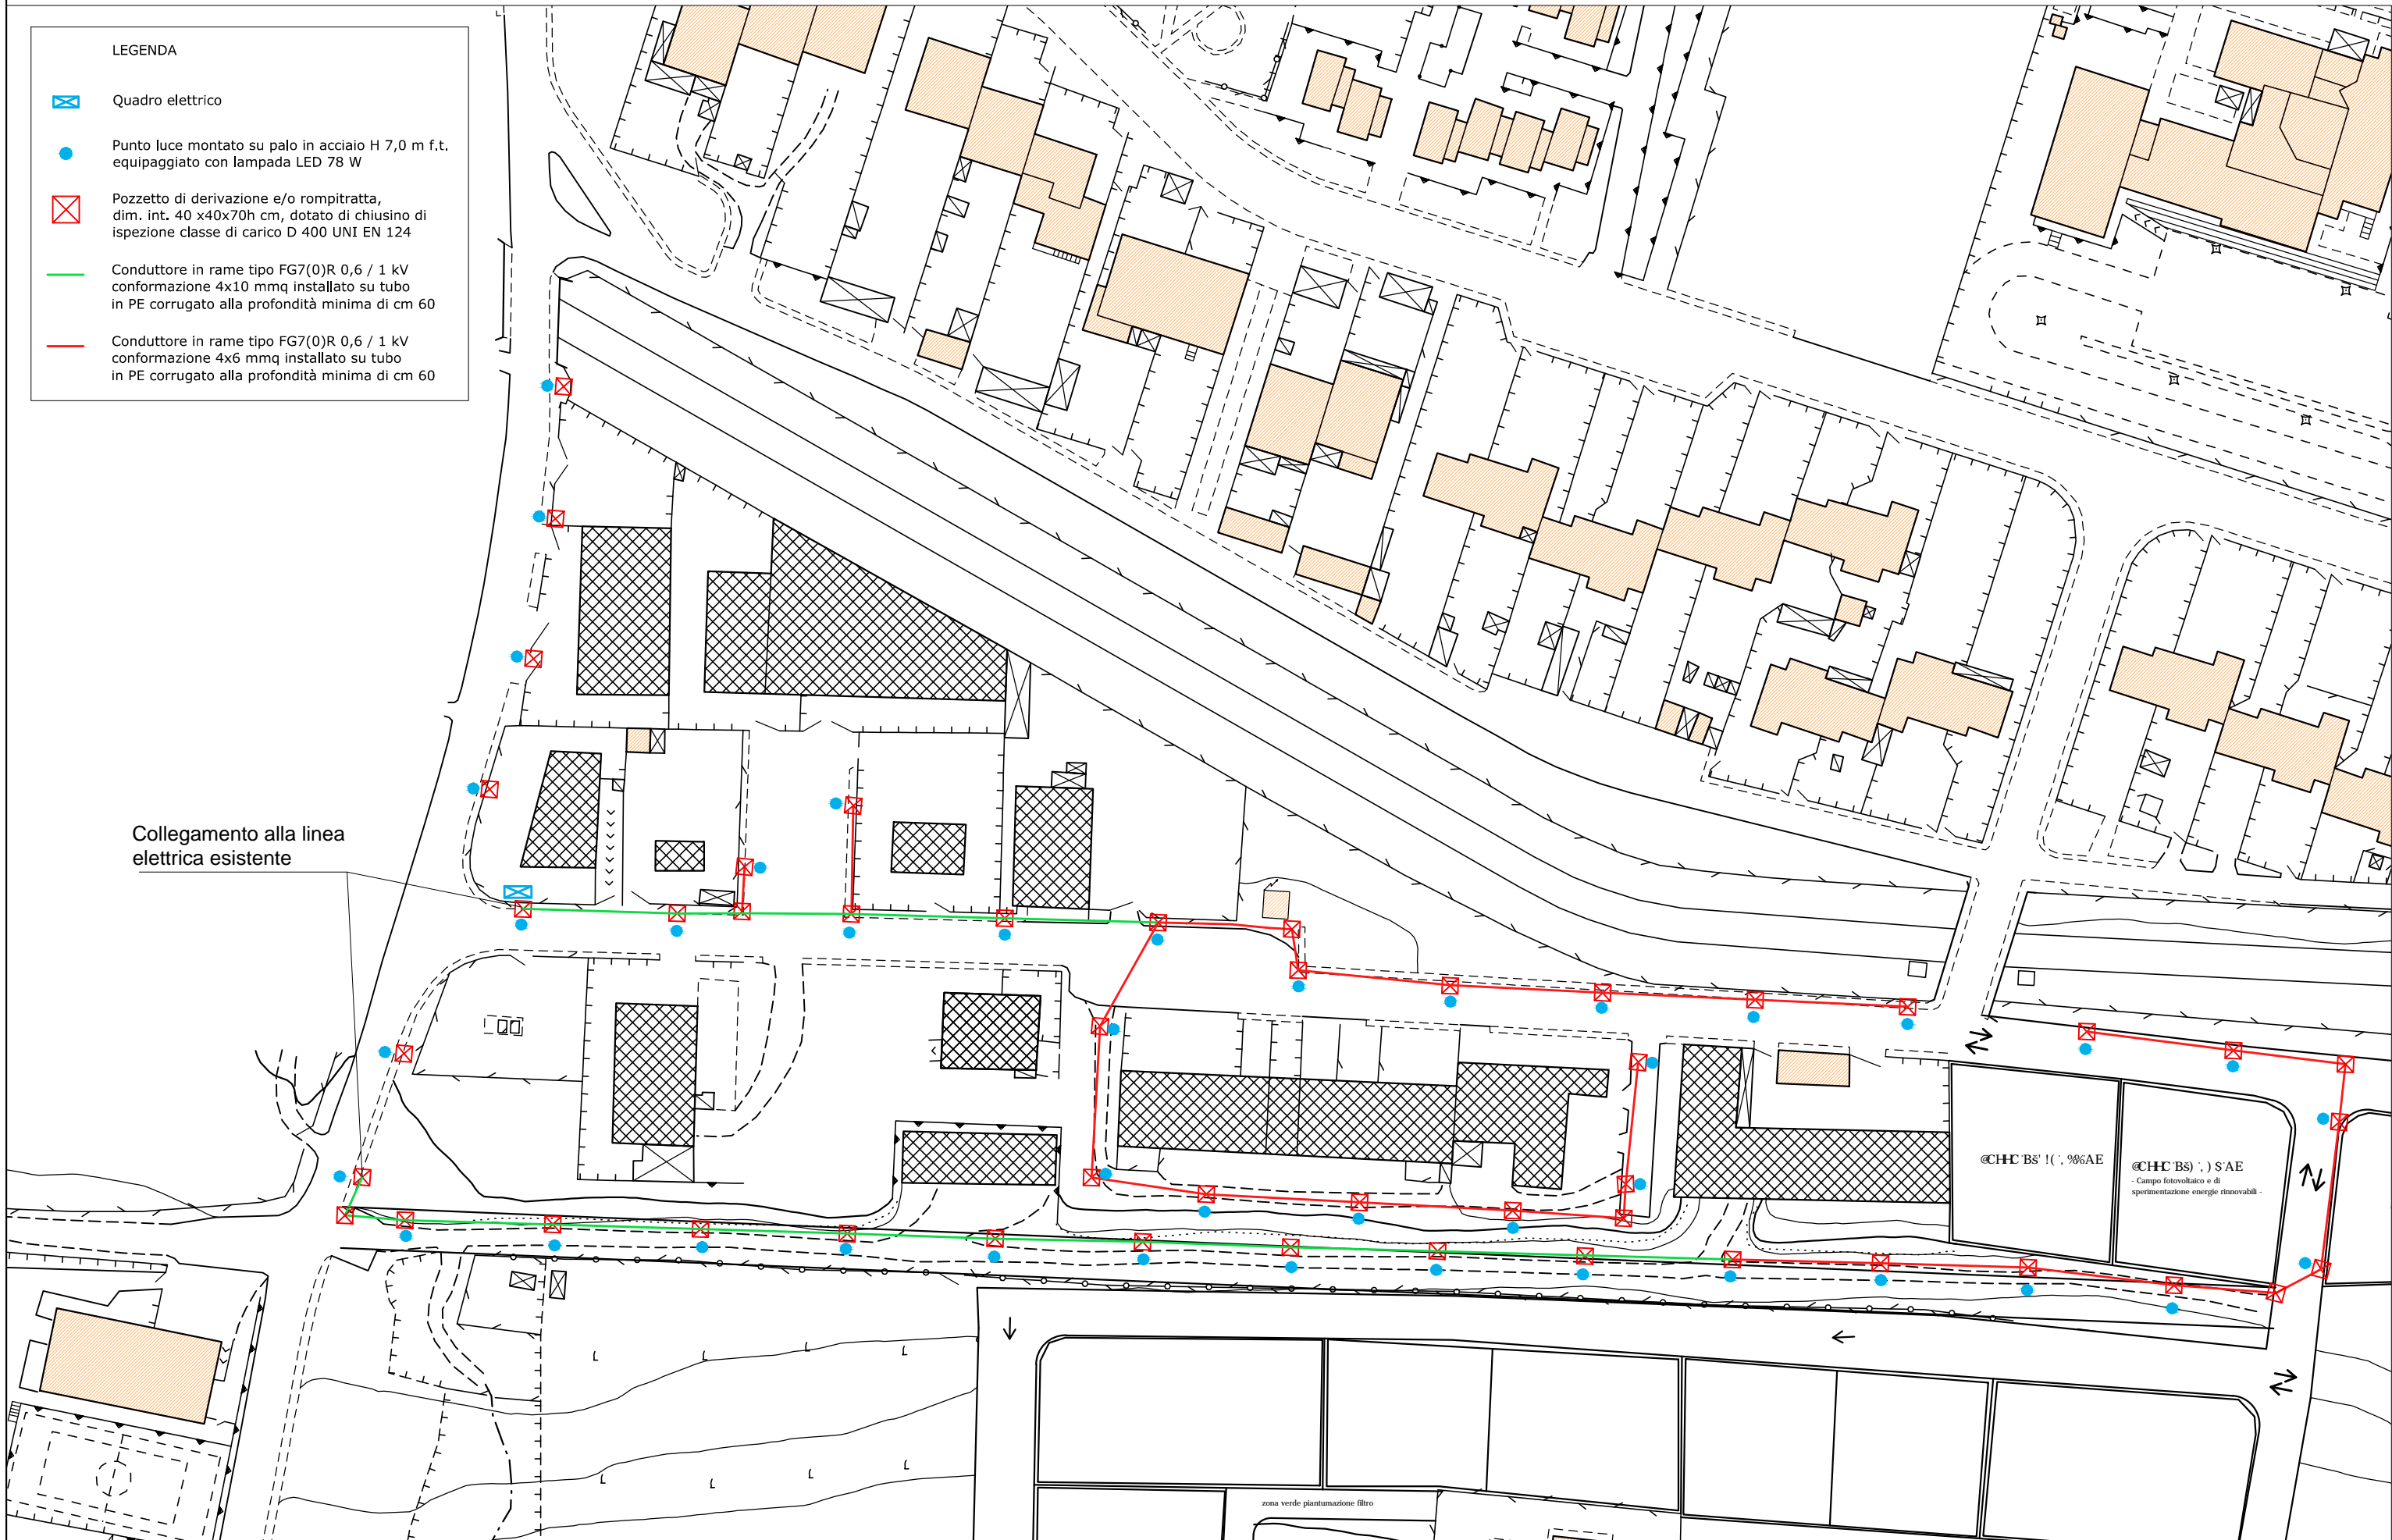 LEGENDA
Quadro elettrico
Punto luce montato su palo in acciaio H 7,0 m f.t.
equipaggiato con lampada LED 78 W
Pozzetto di derivazione e/o rompitratta,
dim. int. 40 x40x70h cm, dotato di chiusino di
ispezione classe di carico D 400 UNI EN 124
Conduttore in rame tipo FG7(0)R 0,6 / 1 kV
conformazione 4x10 mmq installato su tubo
in PE corrugato alla profondità minima di cm 60
Conduttore in rame tipo FG7(0)R 0,6 / 1 kV
conformazione 4x6 mmq installato su tubo
in PE corrugato alla profondità minima di cm 60
Collegamento alla linea
elettrica esistente
- Campo fotovoltaico e di
sperimentazione energie rinnovabili -
zona verde piantumazione filtro